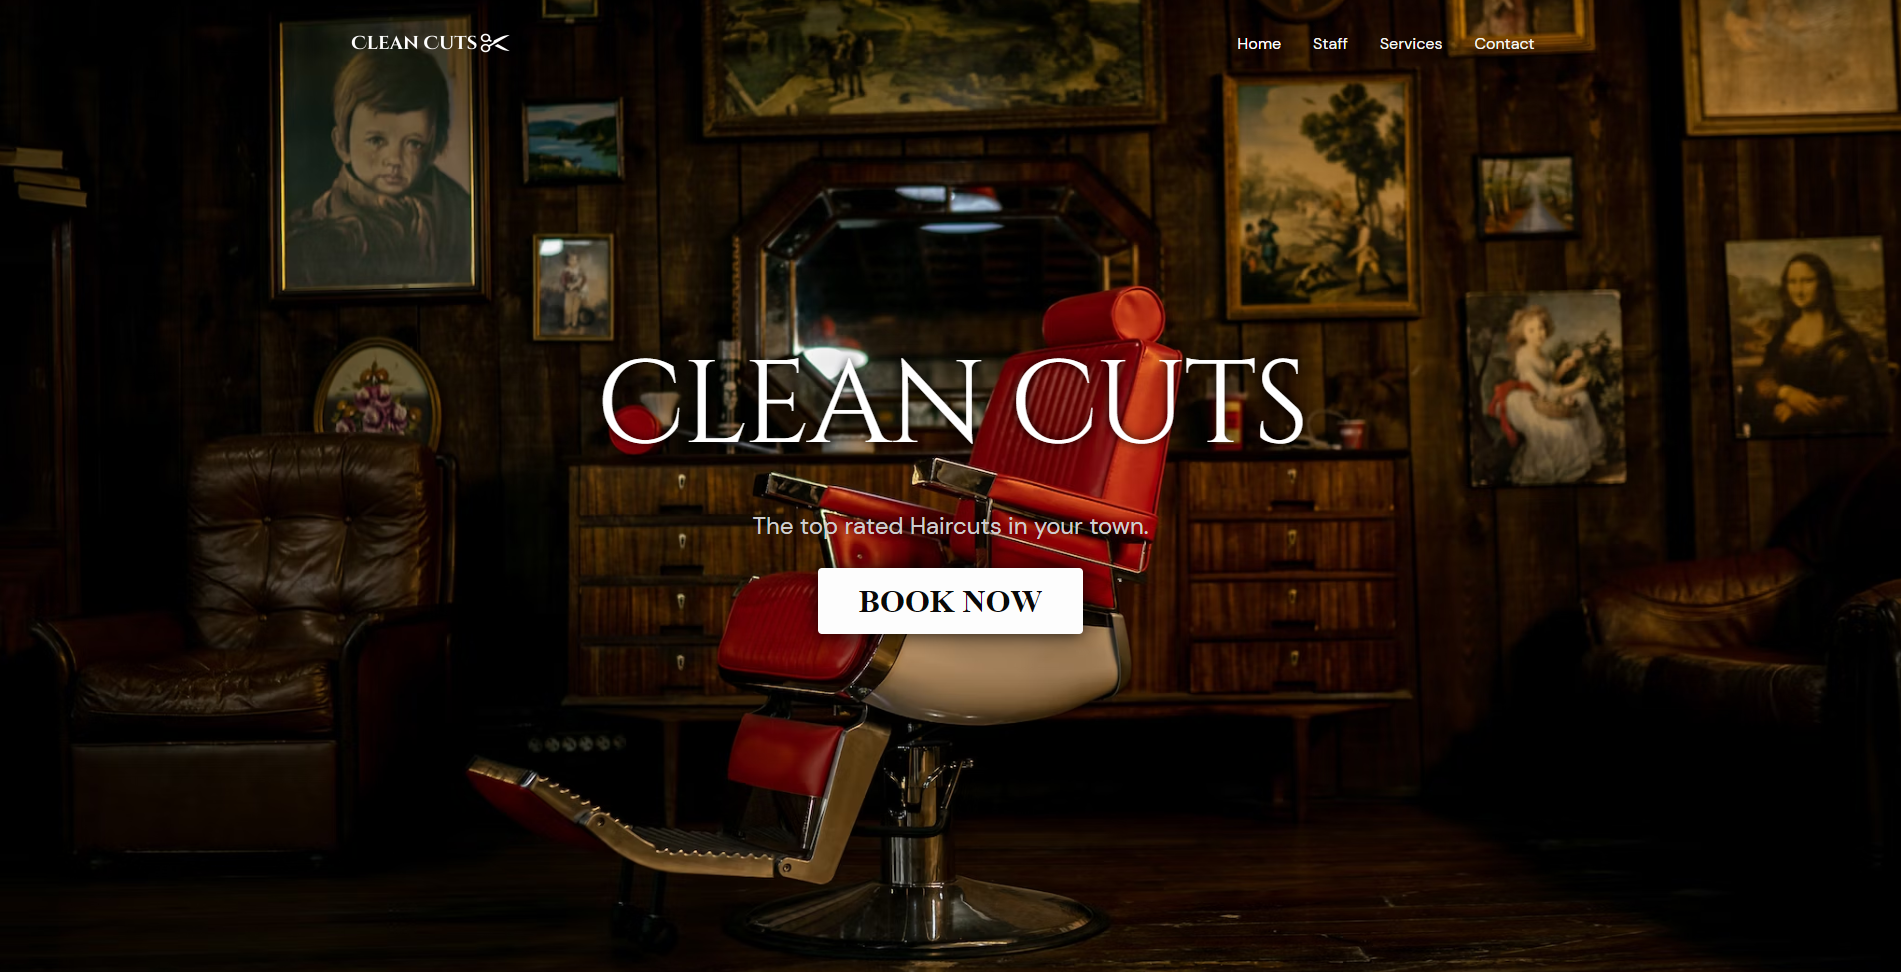 CLEAN CUTS
Home Staff Services Contact
CLEAN CUTS
The top rated Haircuts in your town.
BOOK NOW